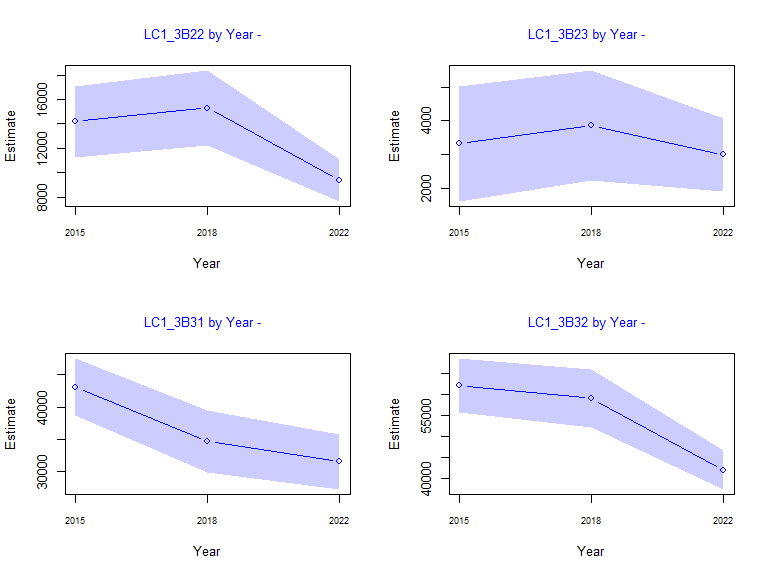 LC1_3B22 by Year -
Estimate
16000
12000
8000
2015
2018
2022
Year
LC1_3B23 by Year -
Estimate
4000
2000
2015
2018
2022
Year
LC1_3B31 by Year -
Estimate
40000
30000
2015
2018
2022
Year
LC1_3B32 by Year -
Estimate
55000
40000
2015
2018
2022
Year